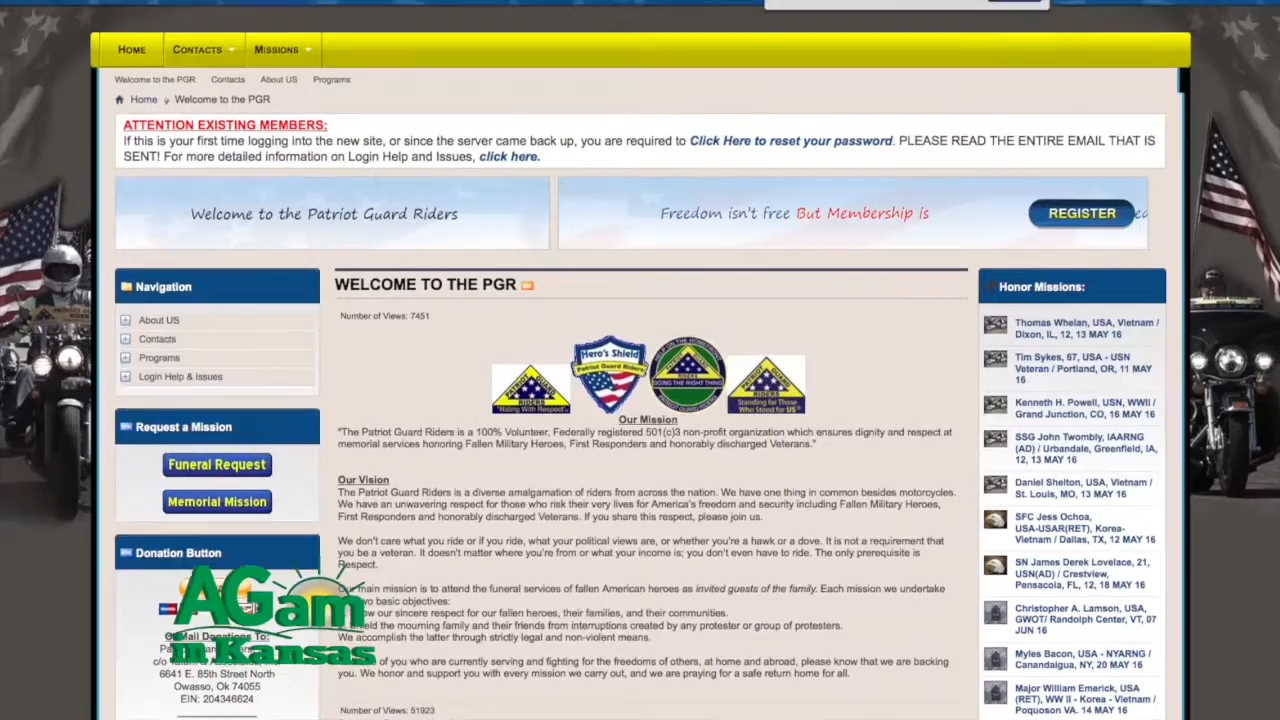 HOME
CONTACTS
MISSIONS
Welcome to the PGR
Contacts
About US
Programs
Home
Welcome to the PGR
ATTENTION EXISTING MEMBERS:
If this is your first time logging into the new site, or since the server came back up, you are required to Click Here to reset your password. PLEASE READ THE ENTIRE EMAIL THAT IS
SENT! For more detailed information on Login Help and Issues, click here.
Welcome to the Patriot Guard Riders
Freedom isn't free But Membership is
REGISTER
Navigation
About US
Contacts
Programs
Login Help & Issues
Request a Mission
Funeral Request
Memorial Mission
Donation Button
AGam
in Kansas
Mail Donations To:
6641 E. 85th Street North
Owasso, Ok 74055
EIN: 204346624
WELCOME TO THE PGR
Number of Views: 7451
PATRIOT GUARD
RIDERS
"Riding With Respect"
Hero's Shield
Patriot Guard Riders
RIDERS
DOING THE RIGHT THING
PATRIOT GUARD
RIDERS
Standing for Those
Who Stood for US
Our Mission
"The Patriot Guard Riders is a 100% Volunteer, Federally registered 501(c)3 non-profit organization which ensures dignity and respect at
memorial services honoring Fallen Military Heroes, First Responders and honorably discharged Veterans."
Our Vision
The Patriot Guard Riders is a diverse amalgamation of riders from across the nation. We have one thing in common besides motorcycles.
We have an unwavering respect for those who risk their very lives for America's freedom and security including Fallen Military Heroes,
First Responders and honorably discharged Veterans. If you share this respect, please join us.
We don't care what you ride or if you ride, what your political views are, or whether you're a hawk or a dove. It is not a requirement that
you be a veteran. It doesn't matter where you're from or what your income is; you don't even have to ride. The only prerequisite is
Respect.
main mission is to attend the funeral services of fallen American heroes as invited guests of the family. Each mission we undertake
two basic objectives:
our sincere respect for our fallen heroes, their families, and their communities.
the mourning family and their friends from interruptions created by any protester or group of protesters.
We accomplish the latter through strictly legal and non-violent means.
of you who are currently serving and fighting for the freedoms of others, at home and abroad, please know that we are backing
you. We honor and support you with every mission we carry out, and we are praying for a safe return home for all.
Number of Views: 51923
Honor Missions:
Thomas Whelan, USA, Vietnam /
Dixon, IL, 12, 13 MAY 16
Tim Sykes, 67, USA - USN
Veteran / Portland, OR, 11 MAY
16
Kenneth H. Powell, USN, WWII /
Grand Junction, CO, 16 MAY 16
SSG John Twombly, IAARNG
(AD) / Urbandale, Greenfield, IA,
12, 13 MAY 16
Daniel Shelton, USA, Vietnam /
St. Louis, MO, 13 MAY 16
SFC Jess Ochoa,
USA-USAR(RET), Korea-
Vietnam / Dallas, TX, 12 MAY 16
SN James Derek Lovelace, 21,
USN(AD) / Crestview,
Pensacola, FL, 12, 18 MAY 16
Christopher A. Lamson, USA,
GWOT/ Randolph Center, VT, 07
JUN 16
Myles Bacon, USA - NYARNG /
Canandaigua, NY, 20 MAY 16
Major William Emerick, USA
(RET), WW II - Korea - Vietnam /
Poquoson VA. 14 MAY 16